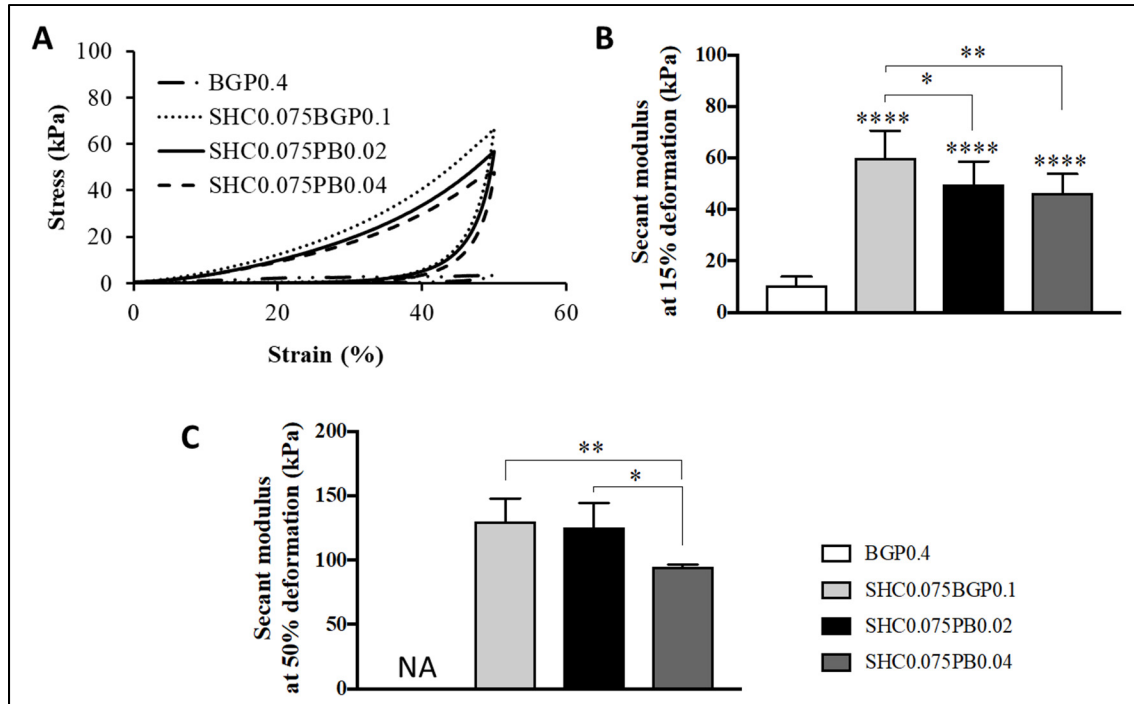 A
100
80
60
40
20
0
Stress (kPa)
BGP0.4
SHC0.075BGP0.1
SHC0.075PB0.02
SHC0.075PB0.04
0
20
40
60
Strain (%)
B
Secant modulus
at 15% deformation (kPa)
100
80
60
40
20
0
**
*
****
****
****
C
Secant modulus
at 50% deformation (kPa)
200
150
100
50
0
**
*
NA
BGP0.4
SHC0.075BGP0.1
SHC0.075PB0.02
SHC0.075PB0.04